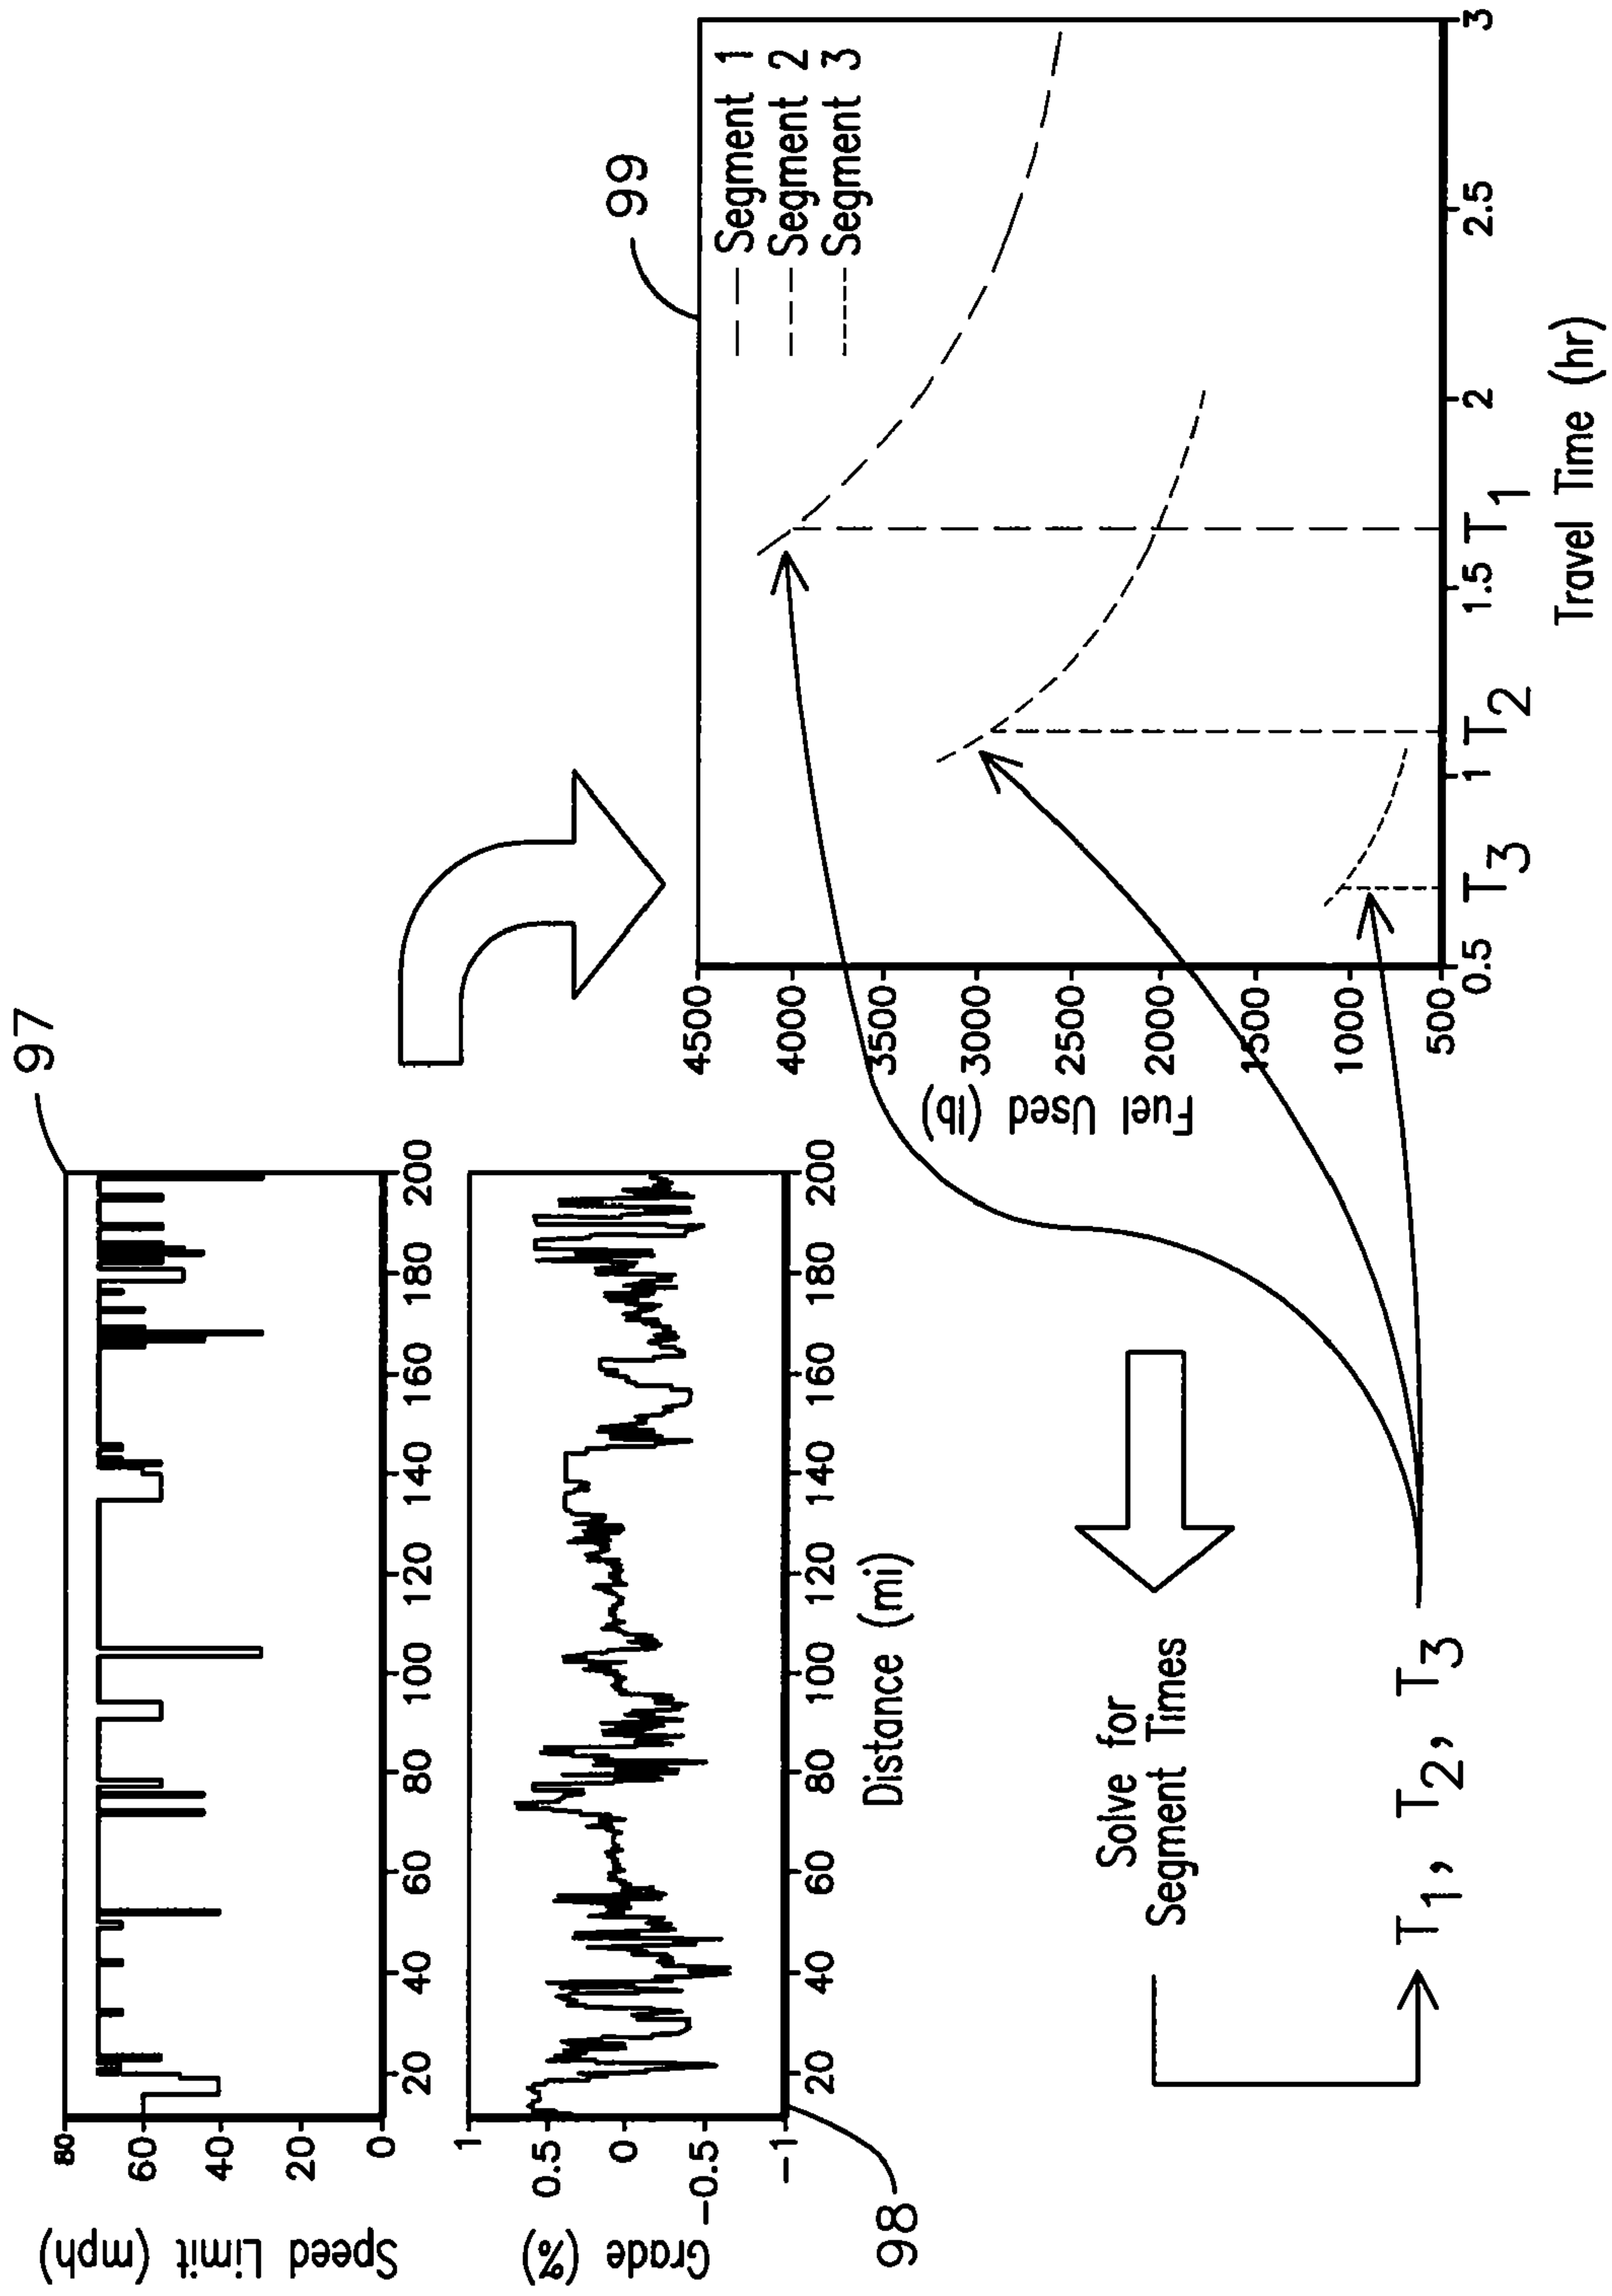 97
Speed Limit (mph)
80
60
40
20
0
20 40 60 80 100 120 140 160 180 200
Grade (%)
1
0.5
0
−0.5
−1
20 40 60 80 100 120 140 160 180 200
Distance (mi)
98
99
Fuel Used (lb)
4500
4000
3500
3000
2500
2000
1500
1000
500
Segment 1
Segment 2
Segment 3
0.5 T3 1 T2 1.5 T1 2 2.5 3
Travel Time (hr)
Solve for
Segment Times
T1, T2, T3